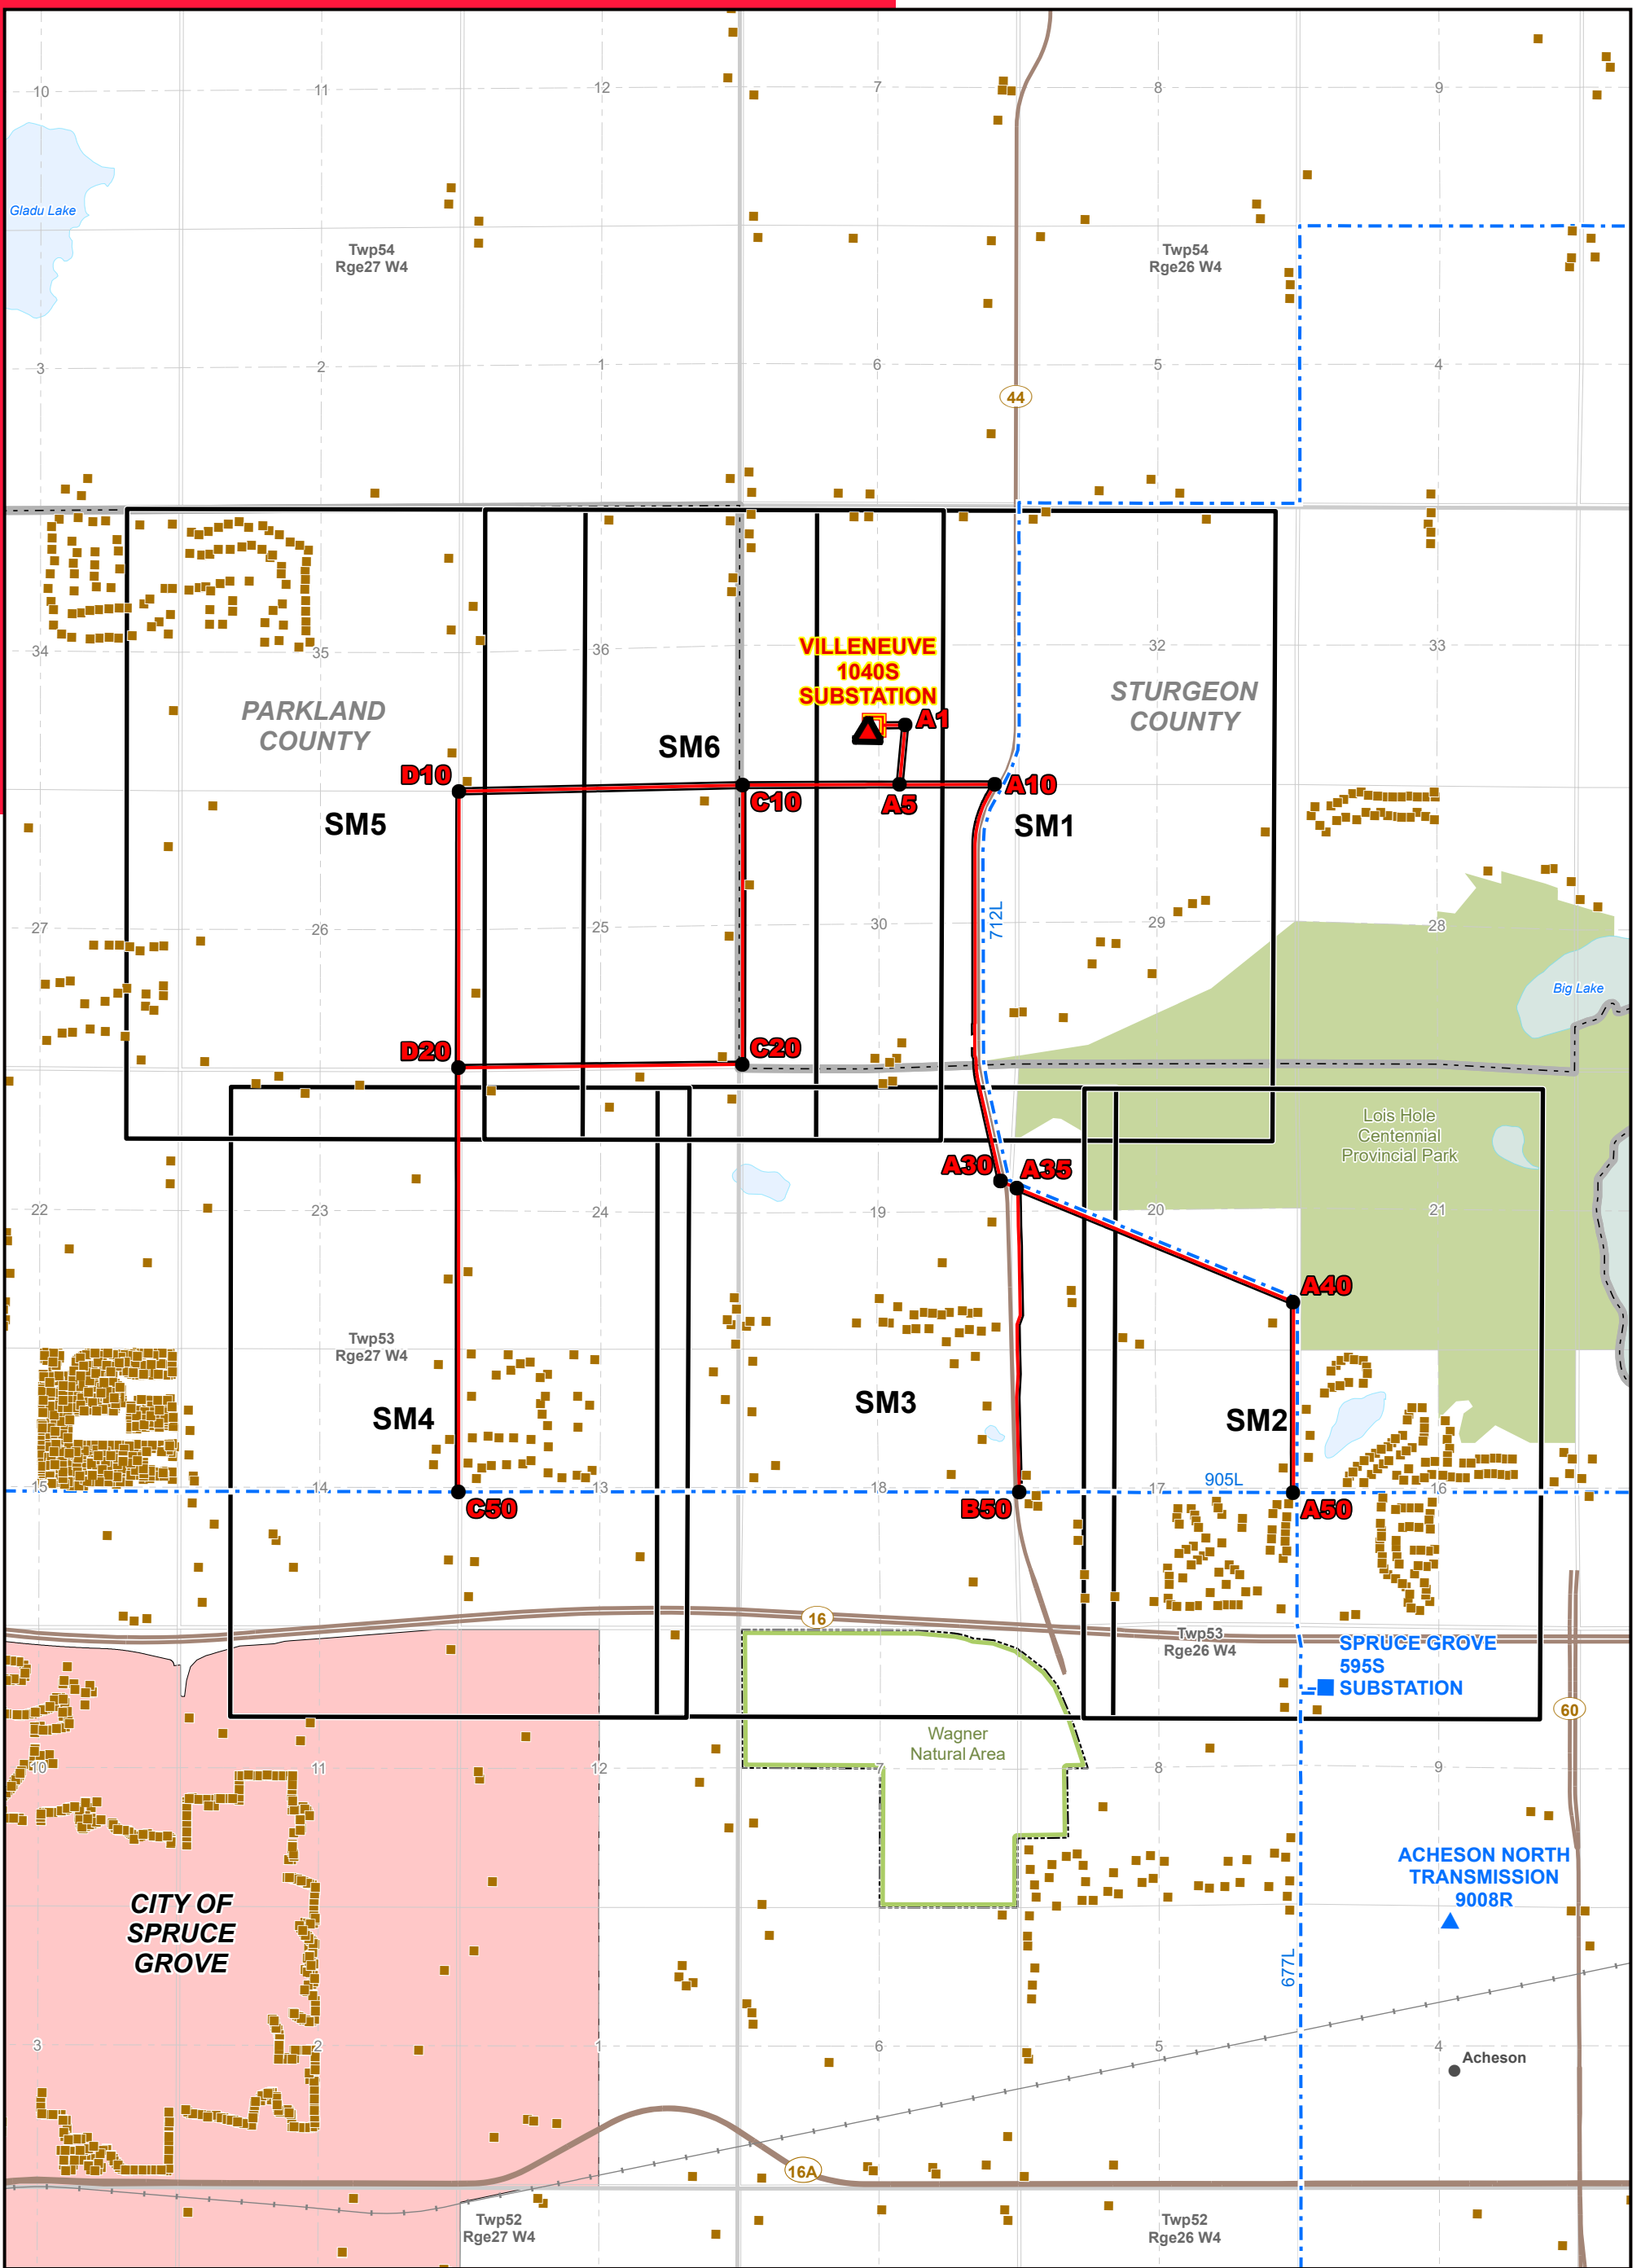 10
11
12
7
8
9
Gladu Lake
Twp54
Rge27 W4
Twp54
Rge26 W4
3
2
1
6
5
4
44
34
35
36
32
33
VILLENEUVE
1040S
SUBSTATION
PARKLAND
COUNTY
STURGEON
COUNTY
A1
SM6
D10
C10
A5
A10
SM5
SM1
27
26
25
30
712L
29
28
Big Lake
D20
C20
Lois Hole
Centennial
Provincial Park
A30
A35
22
23
24
19
20
21
A40
Twp53
Rge27 W4
SM4
SM3
SM2
15
14
13
18
17
905L
16
C50
B50
A50
16
Twp53
Rge26 W4
SPRUCE GROVE
595S
SUBSTATION
60
Wagner
Natural Area
10
11
12
7
8
9
ACHESON NORTH
TRANSMISSION
9008R
CITY OF
SPRUCE
GROVE
677L
3
2
1
6
5
4
Acheson
16A
Twp52
Rge27 W4
Twp52
Rge26 W4